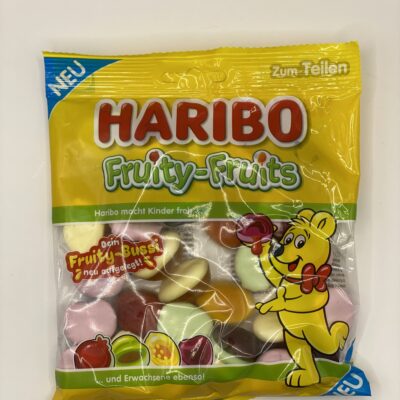 NEU
Zum Teilen
HARIBO
Fruity-Fruits
Haribo macht Kinder froh
Dein
Fruity-Bussi
neu aufgelegt!
... und Erwachsene ebenso!
NEU